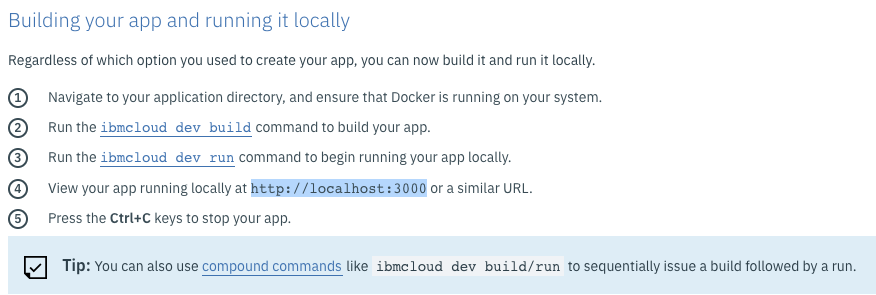 Building your app and running it locally
Regardless of which option you used to create your app, you can now build it and run it locally.
1 Navigate to your application directory, and ensure that Docker is running on your system.
2 Run the ibmcloud dev build command to build your app.
3 Run the ibmcloud dev run command to begin running your app locally.
4 View your app running locally at http://localhost:3000 or a similar URL.
5 Press the Ctrl+C keys to stop your app.
Tip: You can also use compound commands like ibmcloud dev build/run to sequentially issue a build followed by a run.